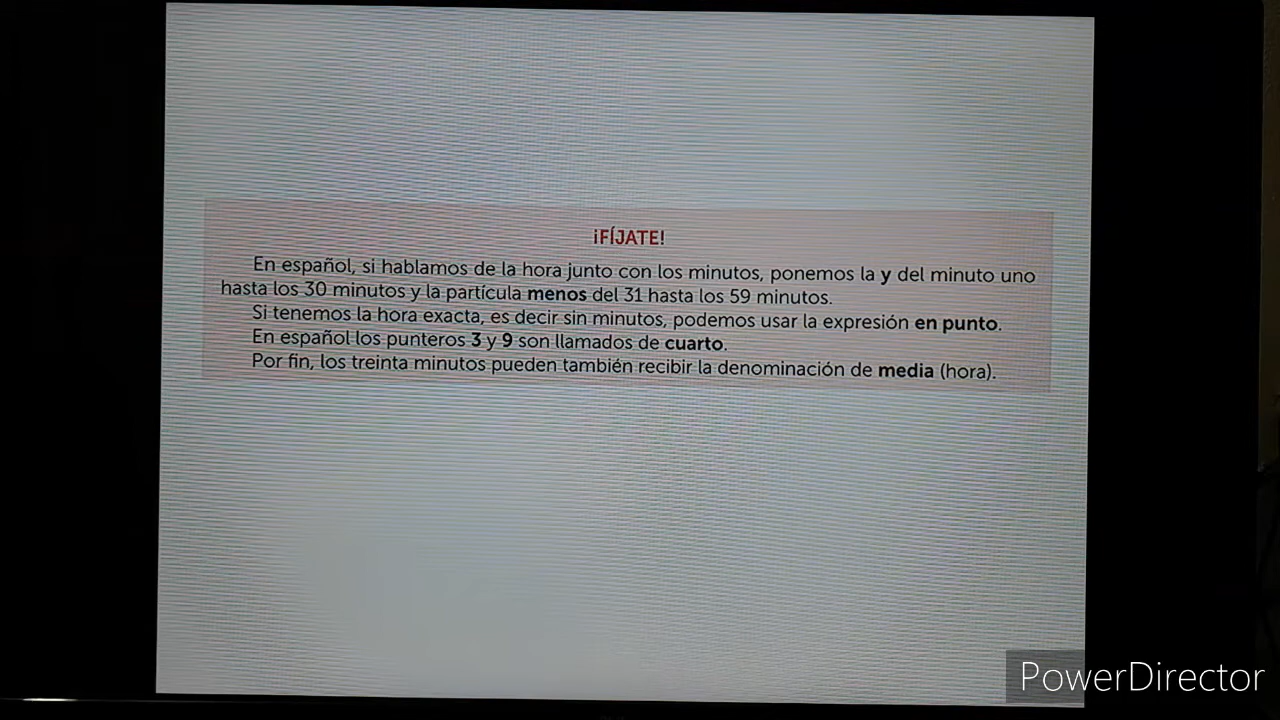 ¡FÍJATE!
En español, si hablamos de la hora junto con los minutos, ponemos la y del minuto uno
hasta los 30 minutos y la partícula menos del 31 hasta los 59 minutos.
Si tenemos la hora exacta, es decir sin minutos, podemos usar la expresión en punto.
En español los punteros 3 y 9 son llamados de cuarto.
Por fin, los treinta minutos pueden también recibir la denominación de media (hora).
PowerDirector